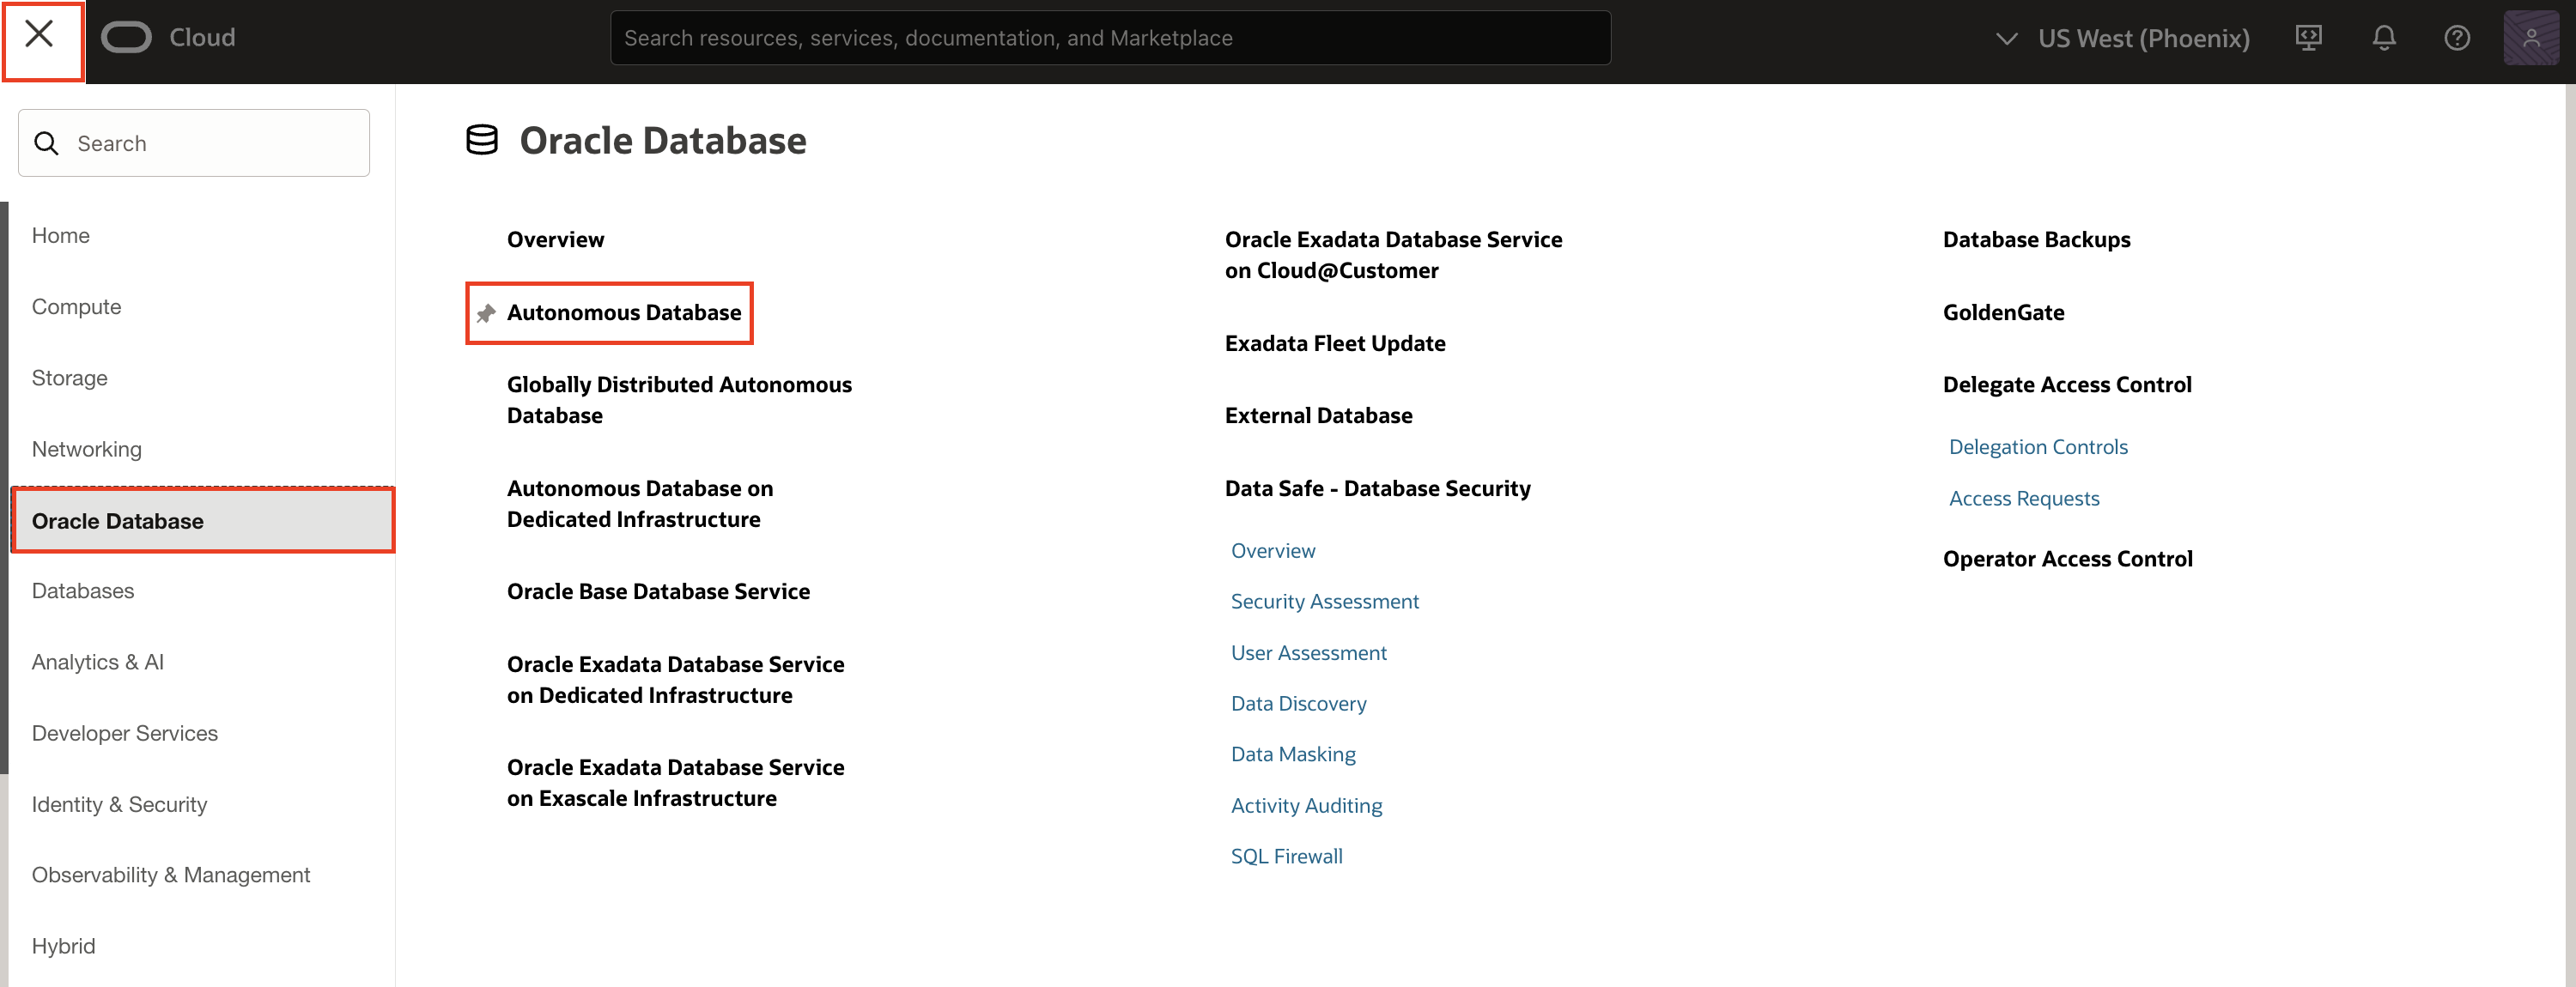 Cloud
Search resources, services, documentation, and Marketplace
US West (Phoenix)
Search
Home
Compute
Storage
Networking
Oracle Database
Databases
Analytics & AI
Developer Services
Identity & Security
Observability & Management
Hybrid
Oracle Database
Overview
Autonomous Database
Globally Distributed Autonomous
Database
Autonomous Database on
Dedicated Infrastructure
Oracle Base Database Service
Oracle Exadata Database Service
on Dedicated Infrastructure
Oracle Exadata Database Service
on Exascale Infrastructure
Oracle Exadata Database Service
on Cloud@Customer
Exadata Fleet Update
External Database
Data Safe - Database Security
Overview
Security Assessment
User Assessment
Data Discovery
Data Masking
Activity Auditing
SQL Firewall
Database Backups
GoldenGate
Delegate Access Control
Delegation Controls
Access Requests
Operator Access Control